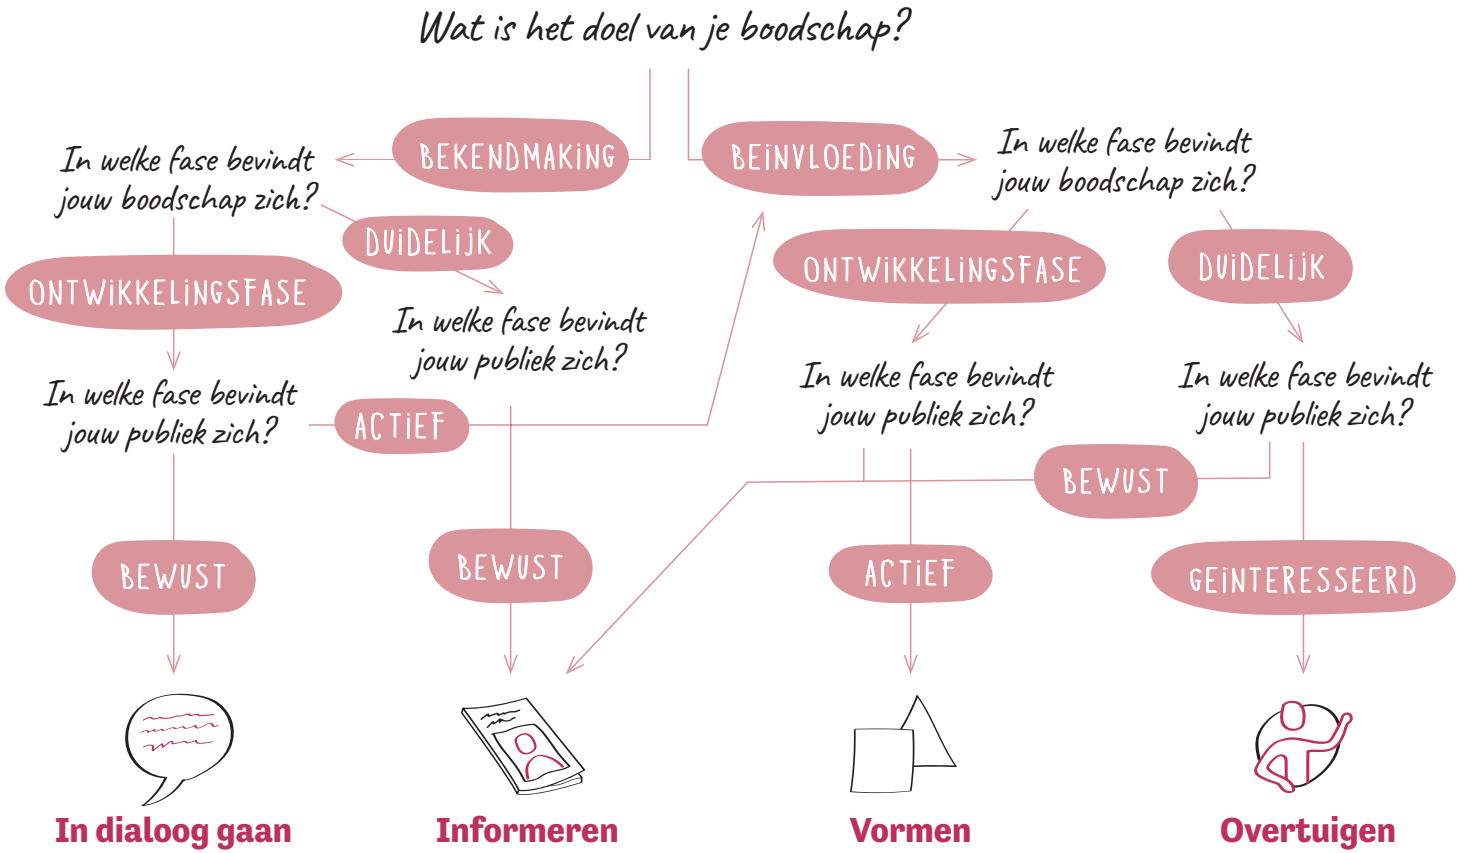 Wat is het doel van je boodschap?
BEKENDMAKING
BEïNVLOEDiNG
In welke fase bevindt
jouw boodschap zich?
In welke fase bevindt
jouw boodschap zich?
DUiDELiJK
ONTWiKKELiNGSFASE
ONTWiKKELiNGSFASE
DUiDELiJK
In welke fase bevindt
jouw publiek zich?
In welke fase bevindt
jouw publiek zich?
In welke fase bevindt
jouw publiek zich?
In welke fase bevindt
jouw publiek zich?
ACTiEF
BEWUST
BEWUST
BEWUST
ACTiEF
GEiNTERESSEERD
In dialoog gaan
Informeren
Vormen
Overtuigen